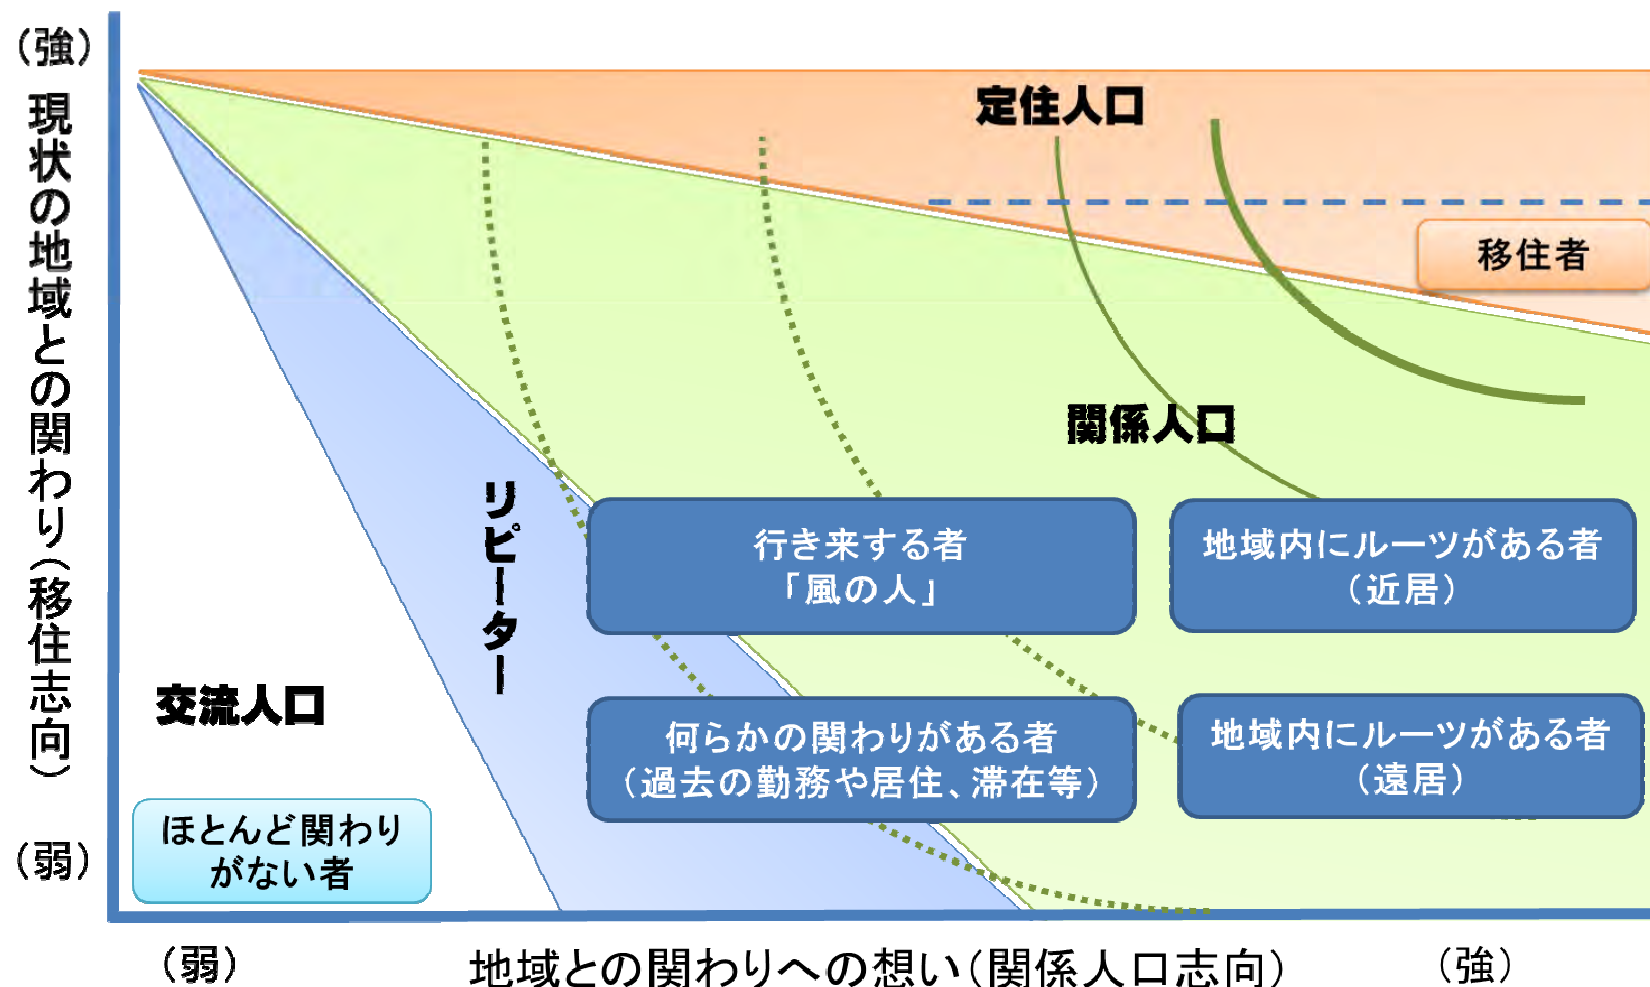 （強）
現状の地域との関わり（移住志向）
（弱）
定住人口
移住者
関係人口
リピーター
行き来する者
「風の人」
地域内にルーツがある者
（近居）
何らかの関わりがある者
（過去の勤務や居住、滞在等）
地域内にルーツがある者
（遠居）
交流人口
ほとんど関わり
がない者
（弱）
地域との関わりへの想い（関係人口志向）
（強）